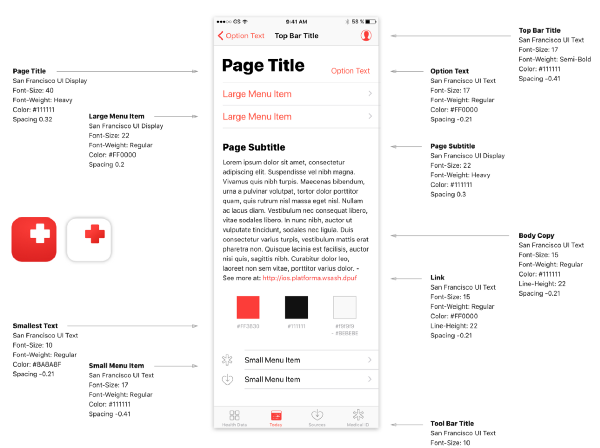 Page Title
San Francisco UI Display
Font-Size: 40
Font-Weight: Heavy
Color: #111111
Spacing 0.32
Large Menu Item
San Francisco UI Display
Font-Size: 22
Font-Weight: Regular
Color: #FF0000
Spacing 0.2
Smallest Text
San Francisco UI Text
Font-Size: 10
Font-Weight: Regular
Color: #BABABF
Spacing -0.21
Small Menu Item
San Francisco UI Text
Font-Size: 17
Font-Weight: Regular
Color: #111111
Spacing -0.41
GS
9:41 AM
58 %
Option Text
Top Bar Title
Page Title
Option Text
Large Menu Item
Large Menu Item
Page Subtitle
Lorem ipsum dolor sit amet, consectetur
adipiscing elit. Suspendisse vel nibh magna.
Vivamus quis nibh turpis. Maecenas bibendum,
urna a pulvinar volutpat, tortor dolor porttitor
quam, quis rutrum nisl massa eget nisl. Nullam
ac lacus diam. Vestibulum nec consequat libero,
vitae sodales libero. In nunc nibh, auctor ut
vulputate tincidunt, sodales nec ligula. Duis
consectetur varius turpis, vestibulum mattis erat
pharetra non. Quisque lacinia est facilisis, auctor
nisi quis, sagittis nibh. Curabitur dolor leo,
laoreet non sem vitae, porttitor varius dolor. -
See more at: http://ios.platforma.wsash.dpuf
#FF3B30
#111111
#f9f9f9
Small Menu Item
Small Menu Item
Health Data
Today
Sources
Medical ID
Top Bar Title
San Francisco UI Text
Font-Size: 17
Font-Weight: Semi-Bold
Color: #111111
Spacing -0.41
Option Text
San Francisco UI Text
Font-Size: 17
Font-Weight: Regular
Color: #FF0000
Spacing -0.21
Page Subtitle
San Francisco UI Display
Font-Size: 22
Font-Weight: Heavy
Color: #111111
Spacing 0.3
Body Copy
San Francisco UI Text
Font-Size: 15
Font-Weight: Regular
Color: #111111
Line-Height: 22
Spacing -0.21
Link
San Francisco UI Text
Font-Size: 15
Font-Weight: Regular
Color: #FF0000
Line-Height: 22
Spacing -0.21
Tool Bar Title
San Francisco UI Text
Font-Size: 10